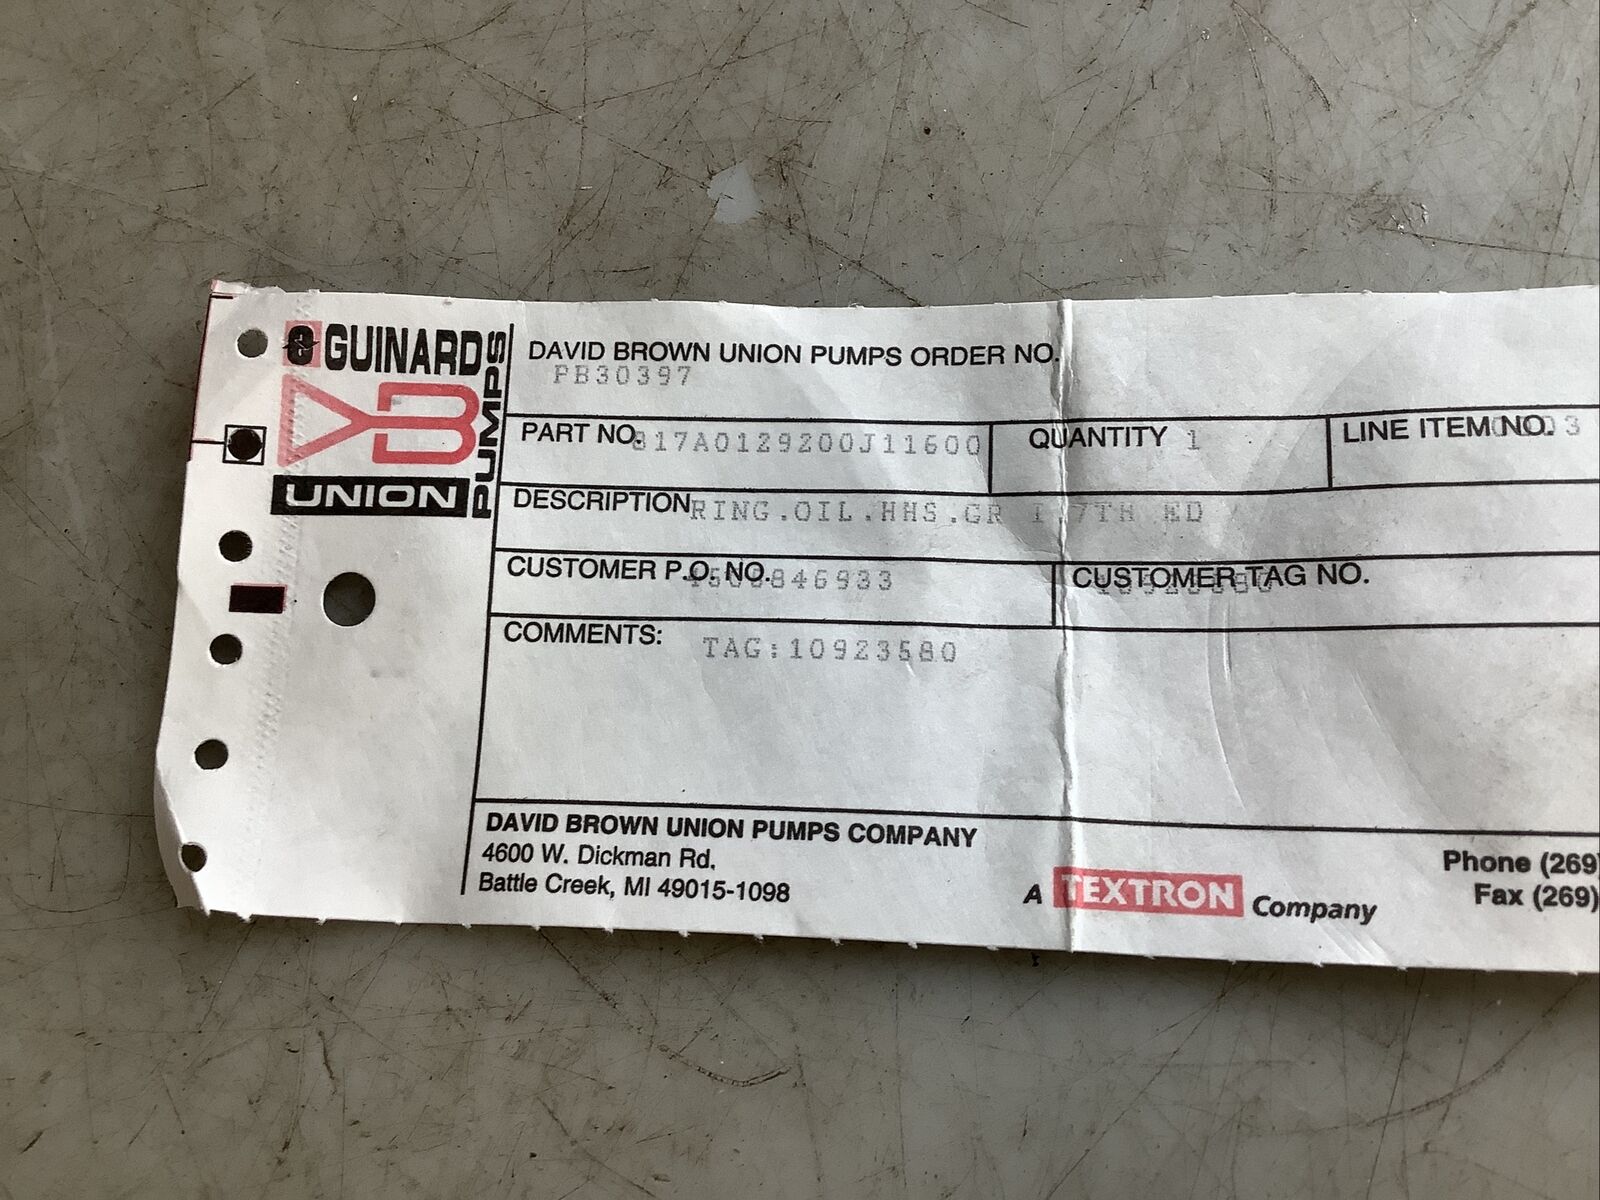 GUINARD
DB
UNION
PUMPS
DAVID BROWN UNION PUMPS ORDER NO.
PB30397
PART NO. 817A0129200J11600
QUANTITY 1
LINE ITEM NO.
DESCRIPTION RING.OIL.HHS.GR I 7TH ED
CUSTOMER P.O. NO.
CUSTOMER TAG NO.
COMMENTS: TAG:10923580
DAVID BROWN UNION PUMPS COMPANY
4600 W. Dickman Rd.
Battle Creek, MI 49015-1098
A TEXTRON Company
Phone (269)
Fax (269)